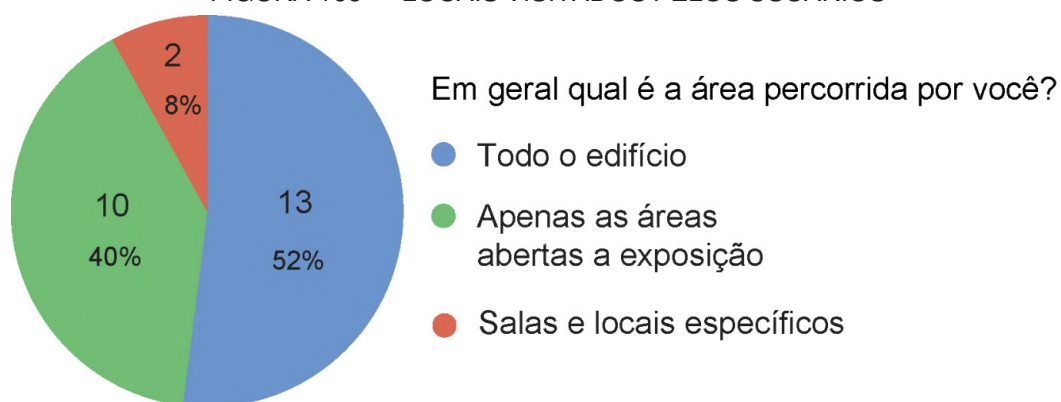 2
8%
10
40%
13
52%
Em geral qual é a área percorrida por você?
Todo o edifício
Apenas as áreas
abertas a exposição
Salas e locais específicos